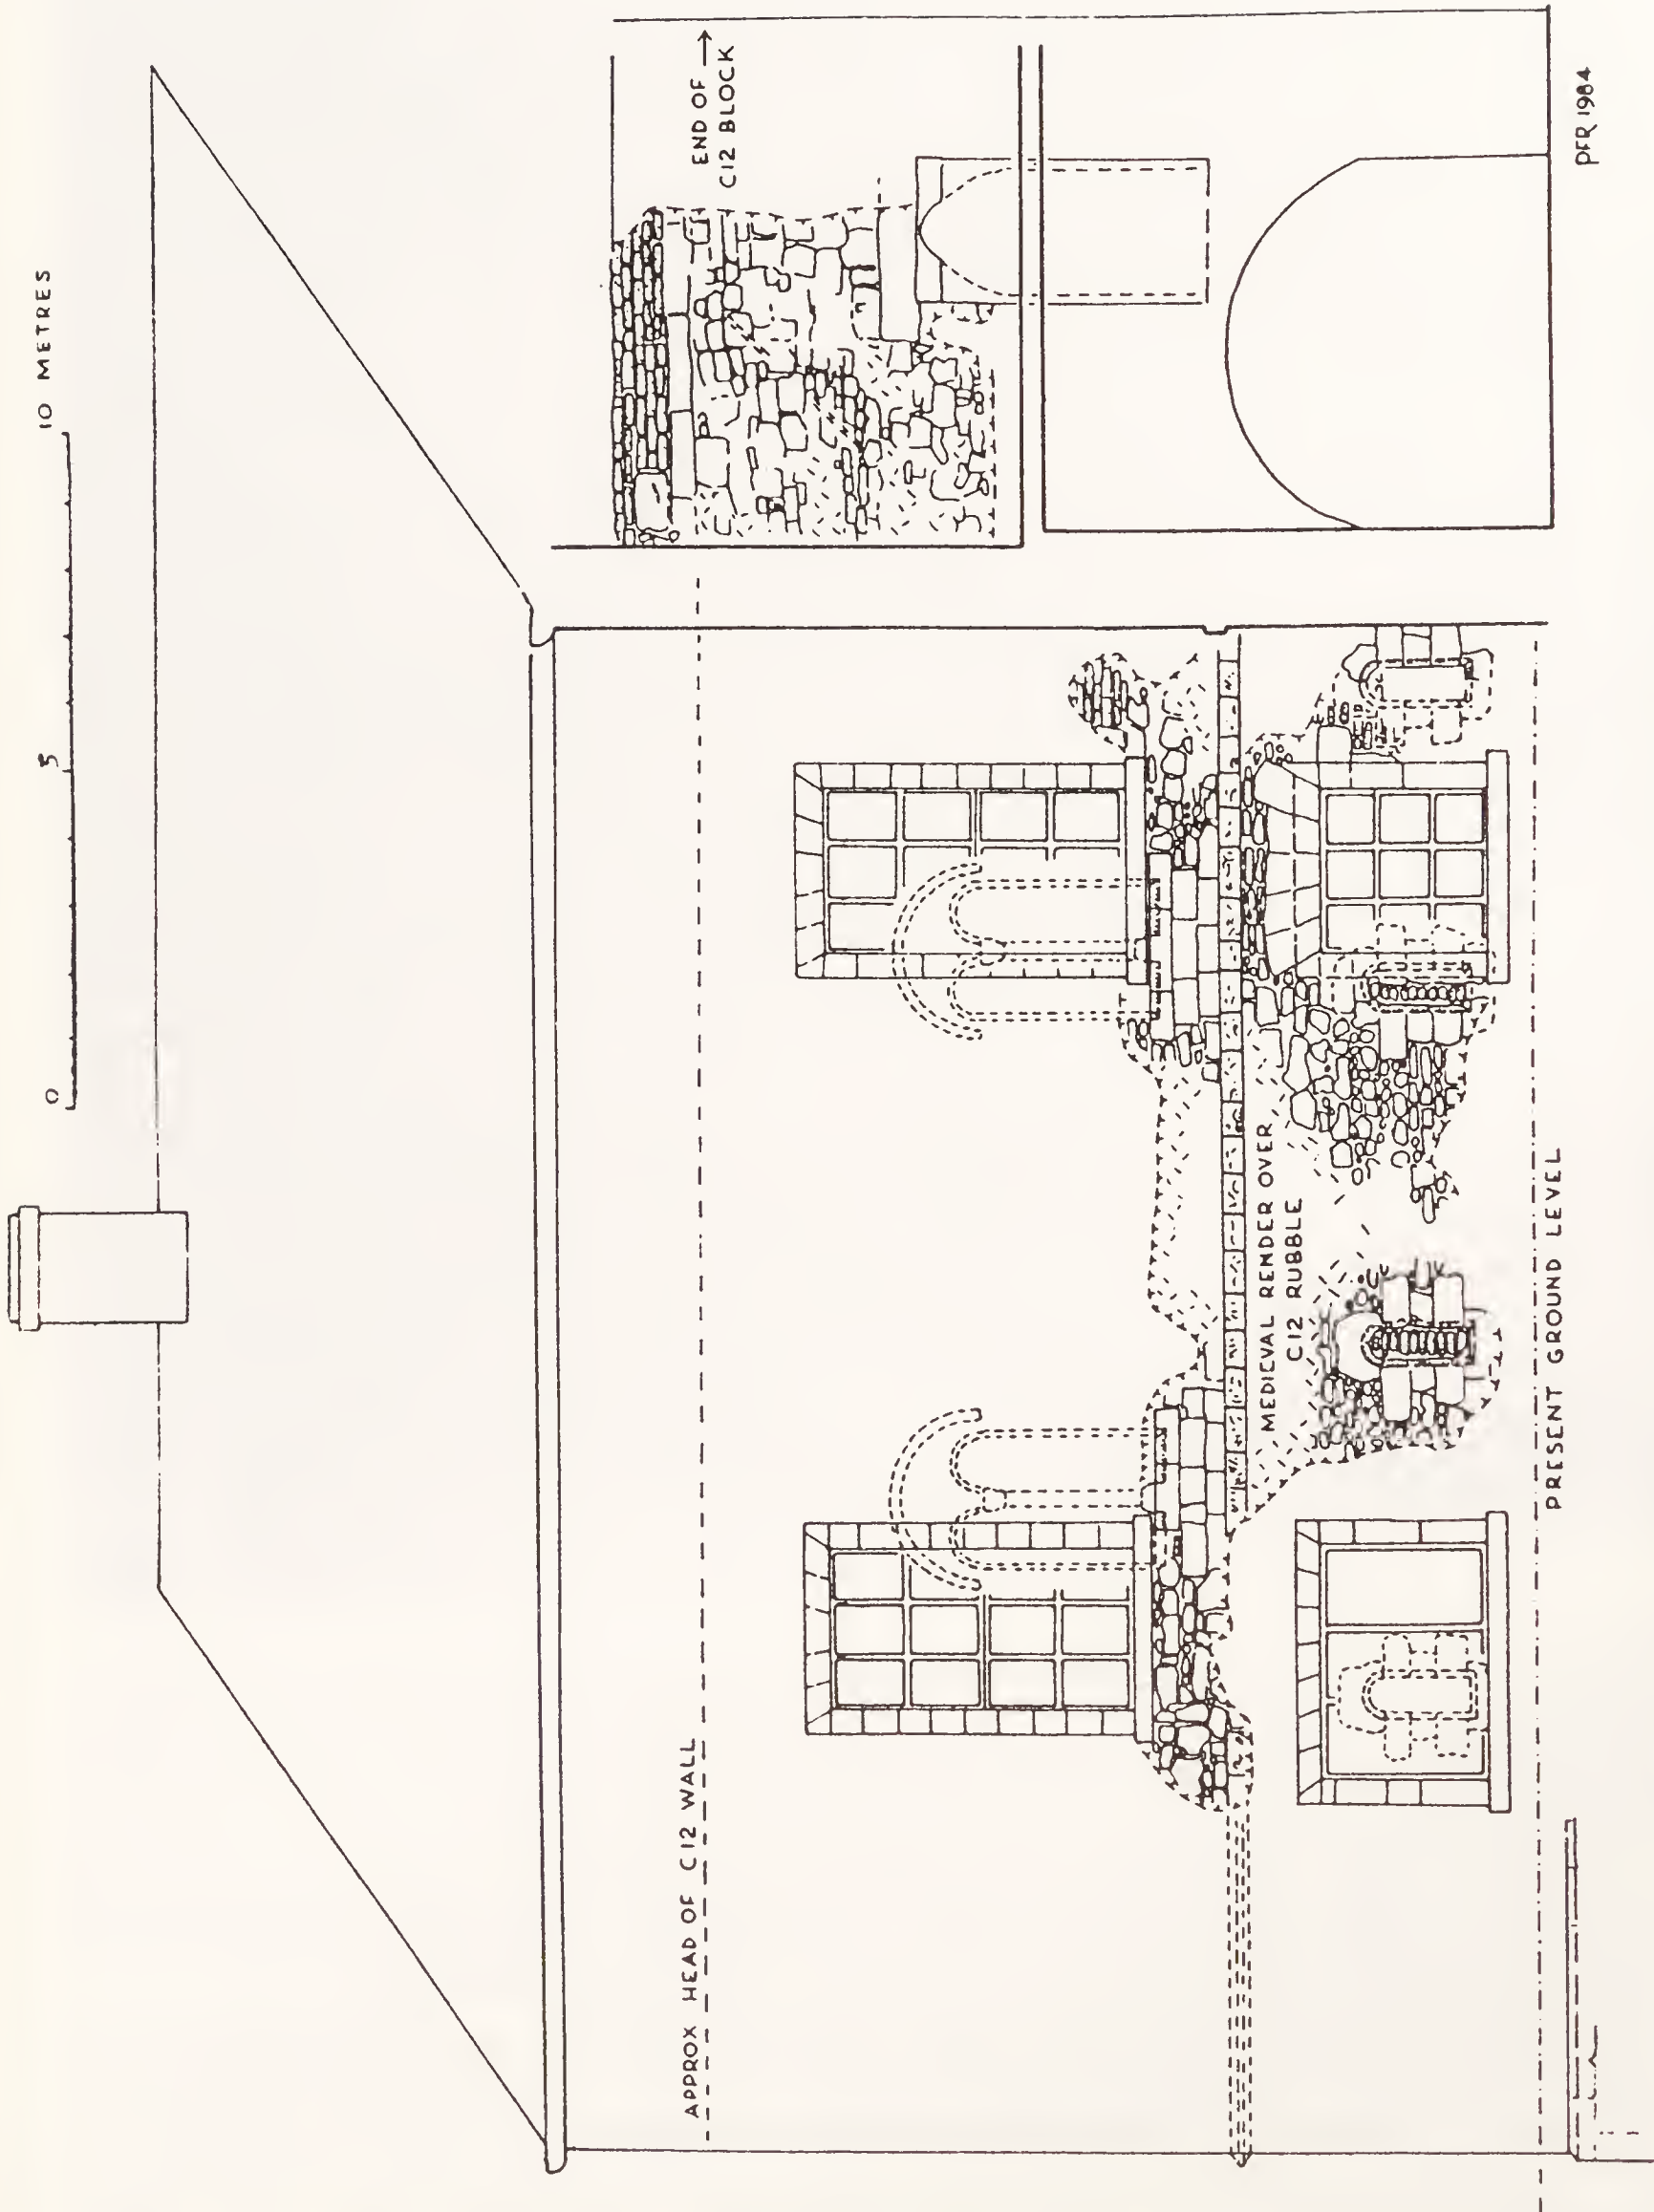 0 5 10 METRES
END OF →
C12 BLOCK
APPROX HEAD OF C12 WALL
MEDIEVAL RENDER OVER
C12 RUBBLE
PRESENT GROUND LEVEL
PFR 1984